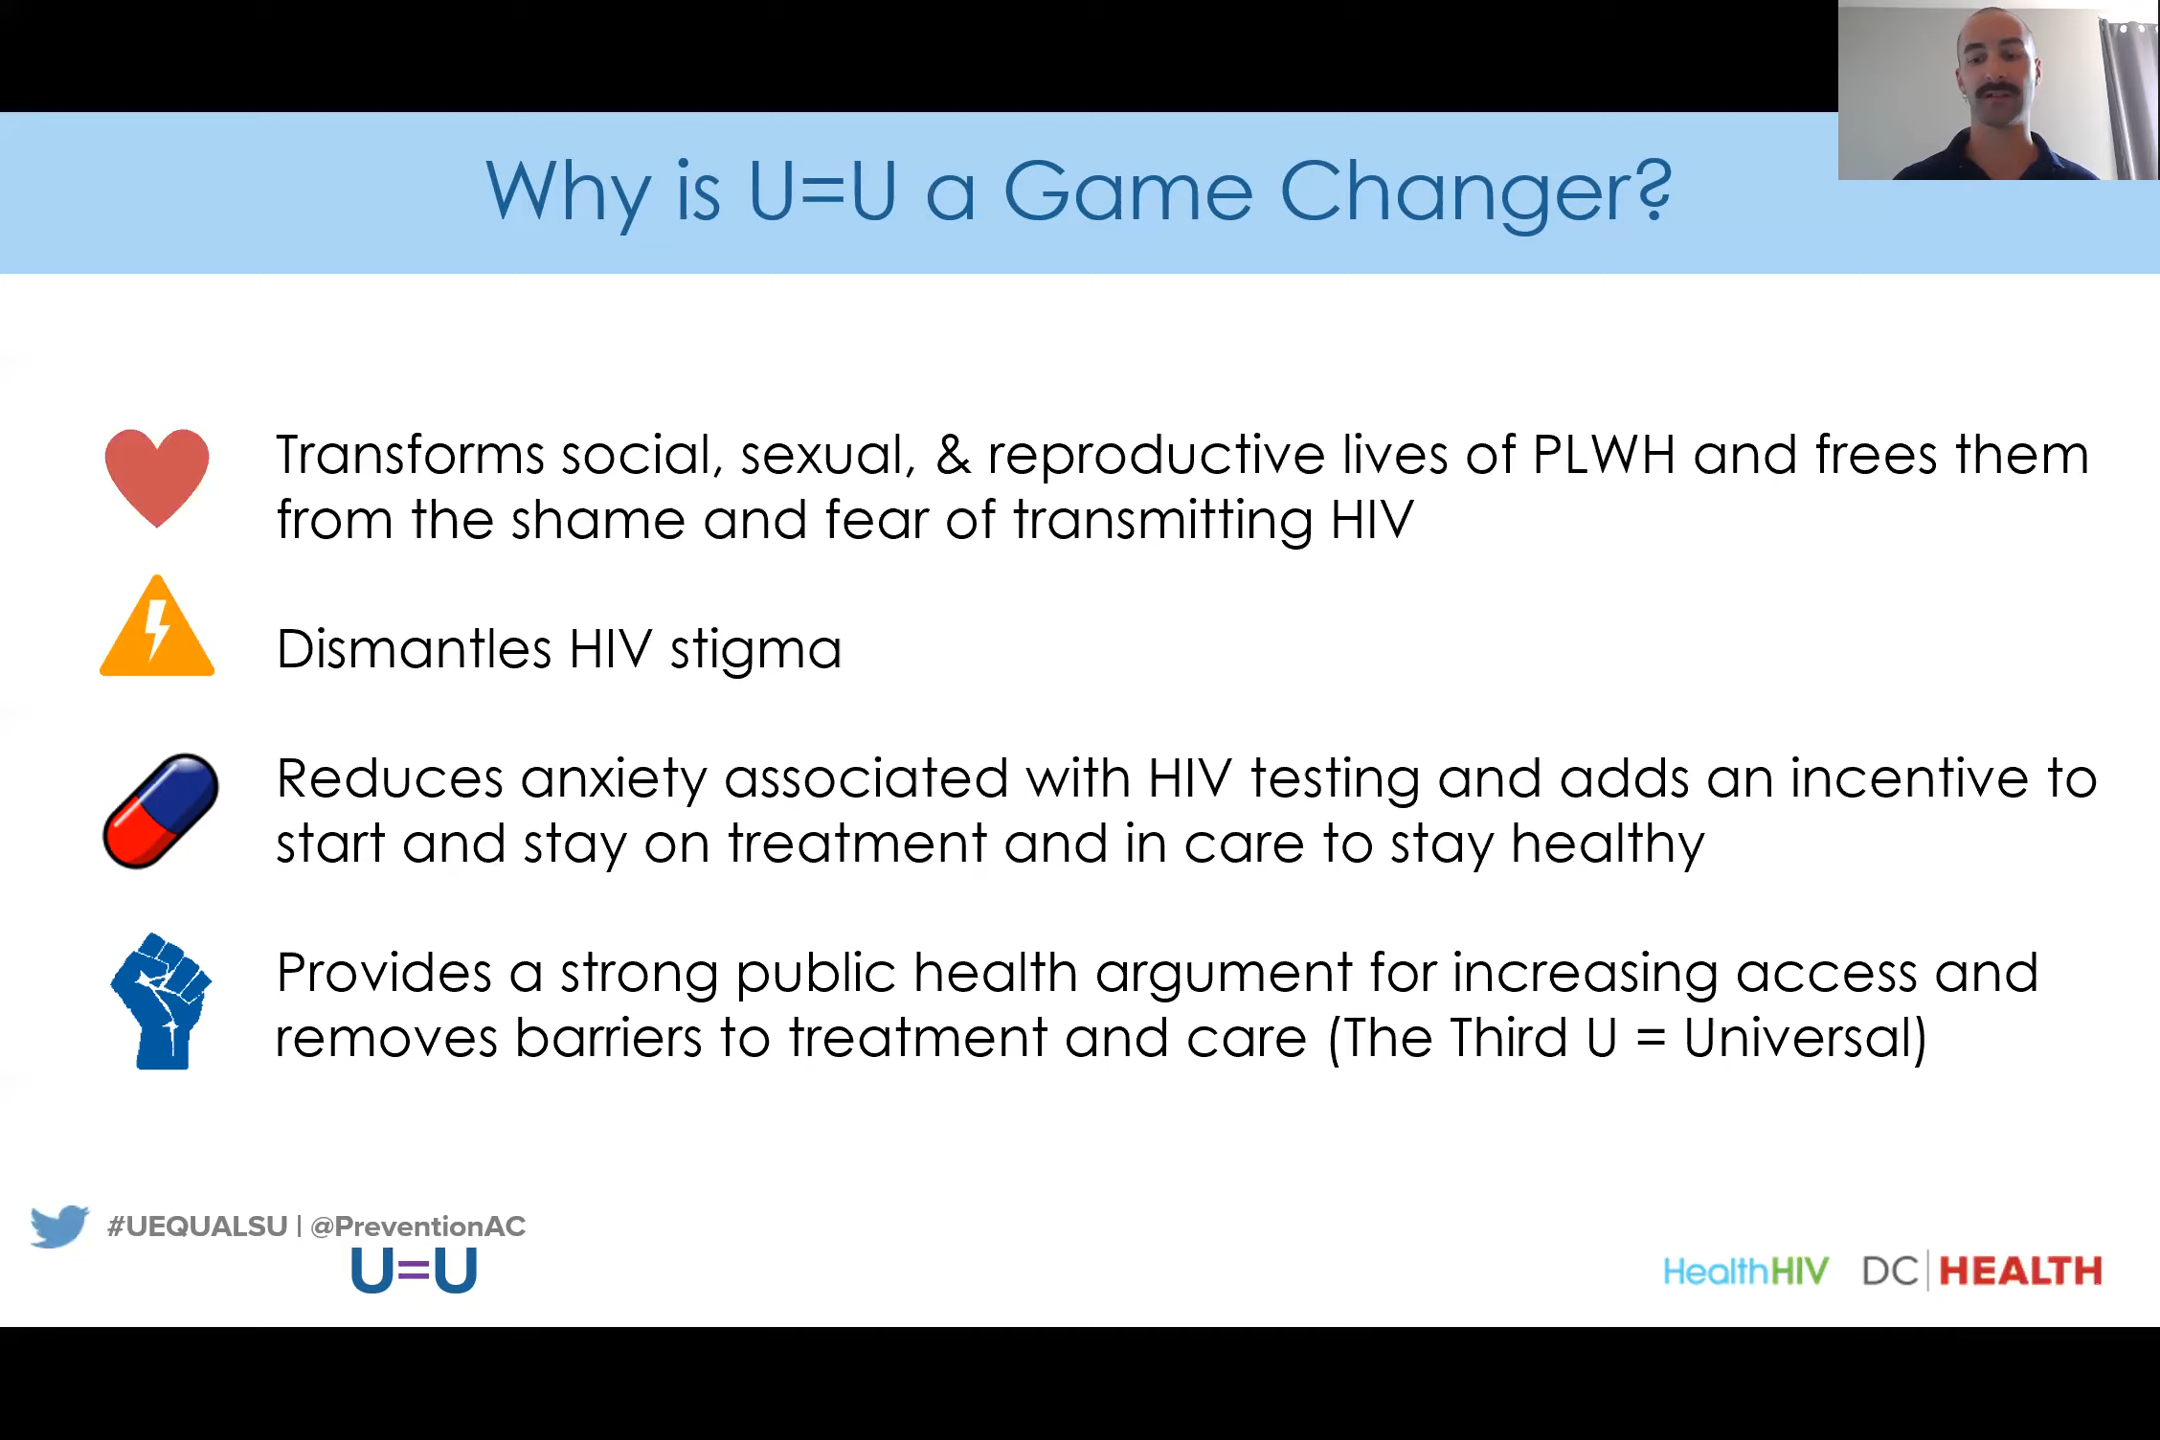 Why is U=U a Game Changer?
Transforms social, sexual, & reproductive lives of PLWH and frees them
from the shame and fear of transmitting HIV
Dismantles HIV stigma
Reduces anxiety associated with HIV testing and adds an incentive to
start and stay on treatment and in care to stay healthy
Provides a strong public health argument for increasing access and
removes barriers to treatment and care (The Third U = Universal)
#UEQUALSU | @PreventionAC
U=U
HealthHIV
DC | HEALTH